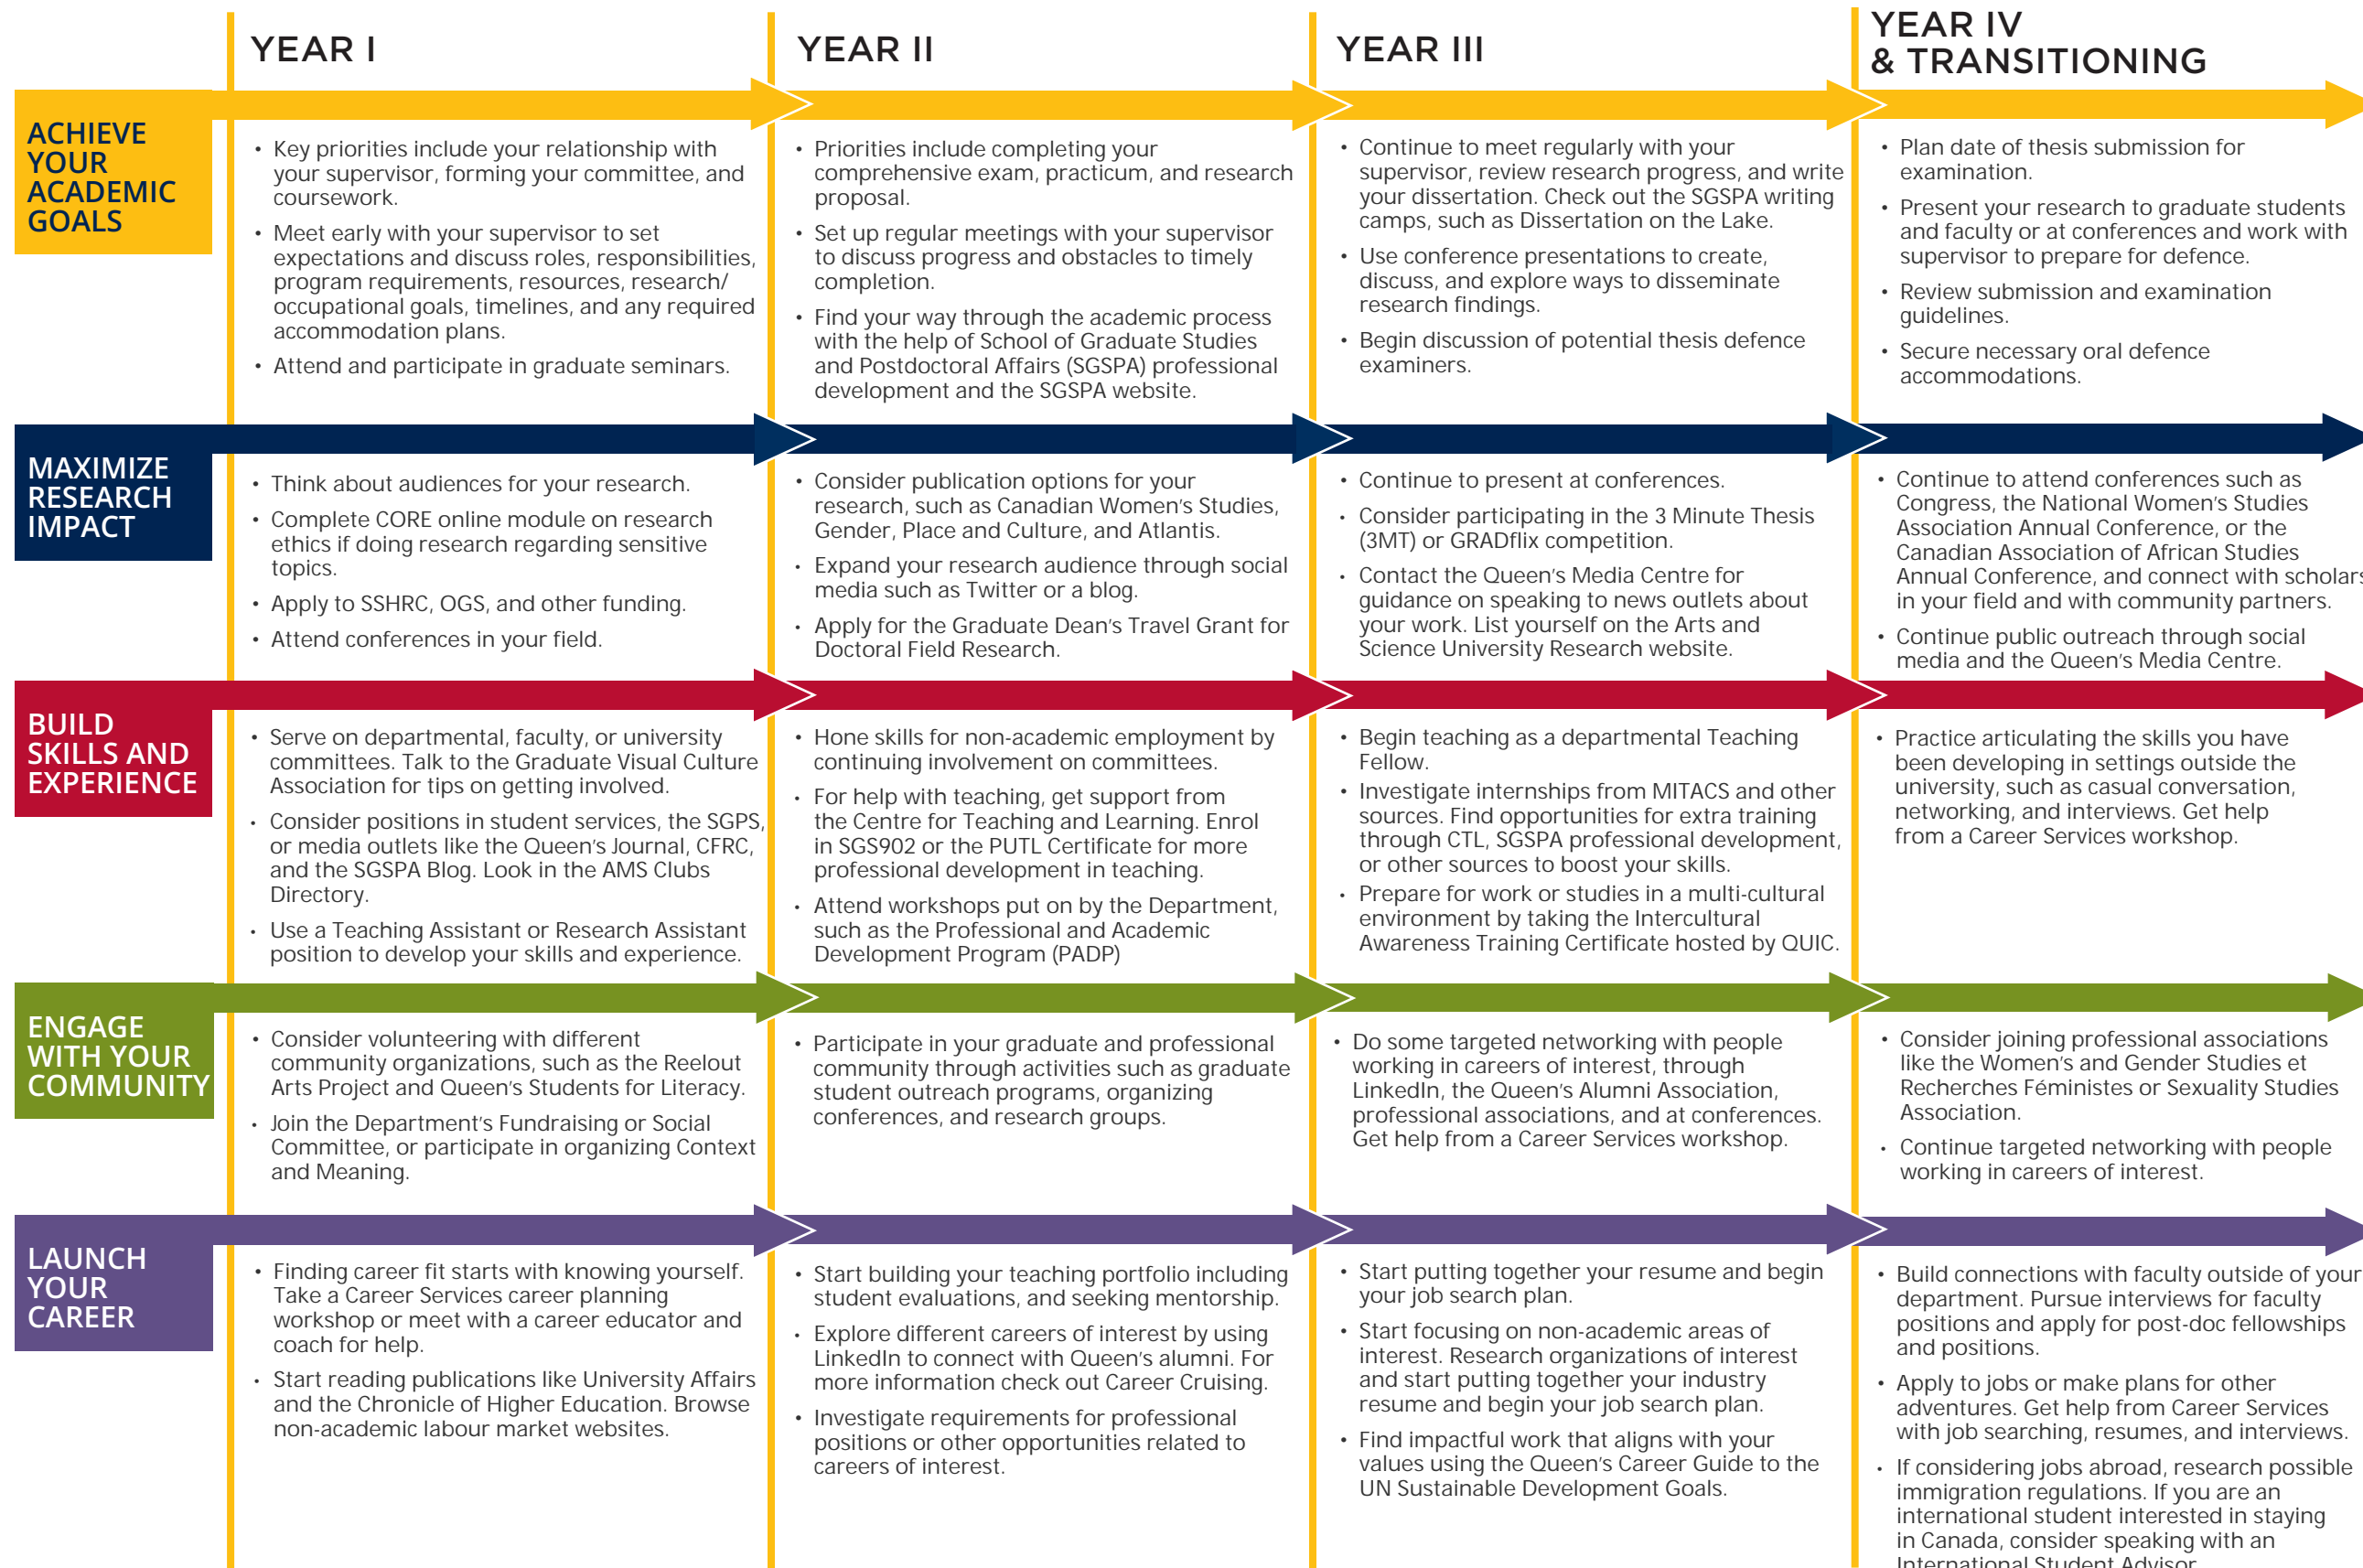 YEAR I
YEAR II
YEAR III
YEAR IV
& TRANSITIONING
ACHIEVE
YOUR
ACADEMIC
GOALS
• Key priorities include your relationship with
your supervisor, forming your committee, and
coursework.
• Meet early with your supervisor to set
expectations and discuss roles, responsibilities,
program requirements, resources, research/
occupational goals, timelines, and any required
accommodation plans.
• Attend and participate in graduate seminars.
• Priorities include completing your
comprehensive exam, practicum, and research
proposal.
• Set up regular meetings with your supervisor
to discuss progress and obstacles to timely
completion.
• Find your way through the academic process
with the help of School of Graduate Studies
and Postdoctoral Affairs (SGSPA) professional
development and the SGSPA website.
• Continue to meet regularly with your
supervisor, review research progress, and write
your dissertation. Check out the SGSPA writing
camps, such as Dissertation on the Lake.
• Use conference presentations to create,
discuss, and explore ways to disseminate
research findings.
• Begin discussion of potential thesis defence
examiners.
• Plan date of thesis submission for
examination.
• Present your research to graduate students
and faculty or at conferences and work with
supervisor to prepare for defence.
• Review submission and examination
guidelines.
• Secure necessary oral defence
accommodations.
MAXIMIZE
RESEARCH
IMPACT
• Think about audiences for your research.
• Complete CORE online module on research
ethics if doing research regarding sensitive
topics.
• Apply to SSHRC, OGS, and other funding.
• Attend conferences in your field.
• Consider publication options for your
research, such as Canadian Women's Studies,
Gender, Place and Culture, and Atlantis.
• Expand your research audience through social
media such as Twitter or a blog.
• Apply for the Graduate Dean's Travel Grant for
Doctoral Field Research.
• Continue to present at conferences.
• Consider participating in the 3 Minute Thesis
(3MT) or GRADflix competition.
• Contact the Queen's Media Centre for
guidance on speaking to news outlets about
your work. List yourself on the Arts and
Science University Research website.
• Continue to attend conferences such as
Congress, the National Women's Studies
Association Annual Conference, or the
Canadian Association of African Studies
Annual Conference, and connect with scholars
in your field and with community partners.
• Continue public outreach through social
media and the Queen's Media Centre.
BUILD
SKILLS AND
EXPERIENCE
• Serve on departmental, faculty, or university
committees. Talk to the Graduate Visual Culture
Association for tips on getting involved.
• Consider positions in student services, the SGPS,
or media outlets like the Queen's Journal, CFRC,
and the SGSPA Blog. Look in the AMS Clubs
Directory.
• Use a Teaching Assistant or Research Assistant
position to develop your skills and experience.
• Hone skills for non-academic employment by
continuing involvement on committees.
• For help with teaching, get support from
the Centre for Teaching and Learning. Enrol
in SGS902 or the PUTL Certificate for more
professional development in teaching.
• Attend workshops put on by the Department,
such as the Professional and Academic
Development Program (PADP)
• Begin teaching as a departmental Teaching
Fellow.
• Investigate internships from MITACS and other
sources. Find opportunities for extra training
through CTL, SGSPA professional development,
or other sources to boost your skills.
• Prepare for work or studies in a multi-cultural
environment by taking the Intercultural
Awareness Training Certificate hosted by QUIC.
• Practice articulating the skills you have
been developing in settings outside the
university, such as casual conversation,
networking, and interviews. Get help
from a Career Services workshop.
ENGAGE
WITH YOUR
COMMUNITY
• Consider volunteering with different
community organizations, such as the Reelout
Arts Project and Queen's Students for Literacy.
• Join the Department's Fundraising or Social
Committee, or participate in organizing Context
and Meaning.
• Participate in your graduate and professional
community through activities such as graduate
student outreach programs, organizing
conferences, and research groups.
• Do some targeted networking with people
working in careers of interest, through
LinkedIn, the Queen's Alumni Association,
professional associations, and at conferences.
Get help from a Career Services workshop.
• Consider joining professional associations
like the Women's and Gender Studies et
Recherches Féministes or Sexuality Studies
Association.
• Continue targeted networking with people
working in careers of interest.
LAUNCH
YOUR
CAREER
• Finding career fit starts with knowing yourself.
Take a Career Services career planning
workshop or meet with a career educator and
coach for help.
• Start reading publications like University Affairs
and the Chronicle of Higher Education. Browse
non-academic labour market websites.
• Start building your teaching portfolio including
student evaluations, and seeking mentorship.
• Explore different careers of interest by using
LinkedIn to connect with Queen's alumni. For
more information check out Career Cruising.
• Investigate requirements for professional
positions or other opportunities related to
careers of interest.
• Start putting together your resume and begin
your job search plan.
• Start focusing on non-academic areas of
interest. Research organizations of interest
and start putting together your industry
resume and begin your job search plan.
• Find impactful work that aligns with your
values using the Queen's Career Guide to the
UN Sustainable Development Goals.
• Build connections with faculty outside of your
department. Pursue interviews for faculty
positions and apply for post-doc fellowships
and positions.
• Apply to jobs or make plans for other
adventures. Get help from Career Services
with job searching, resumes, and interviews.
• If considering jobs abroad, research possible
immigration regulations. If you are an
international student interested in staying
in Canada, consider speaking with an
International Student Advisor